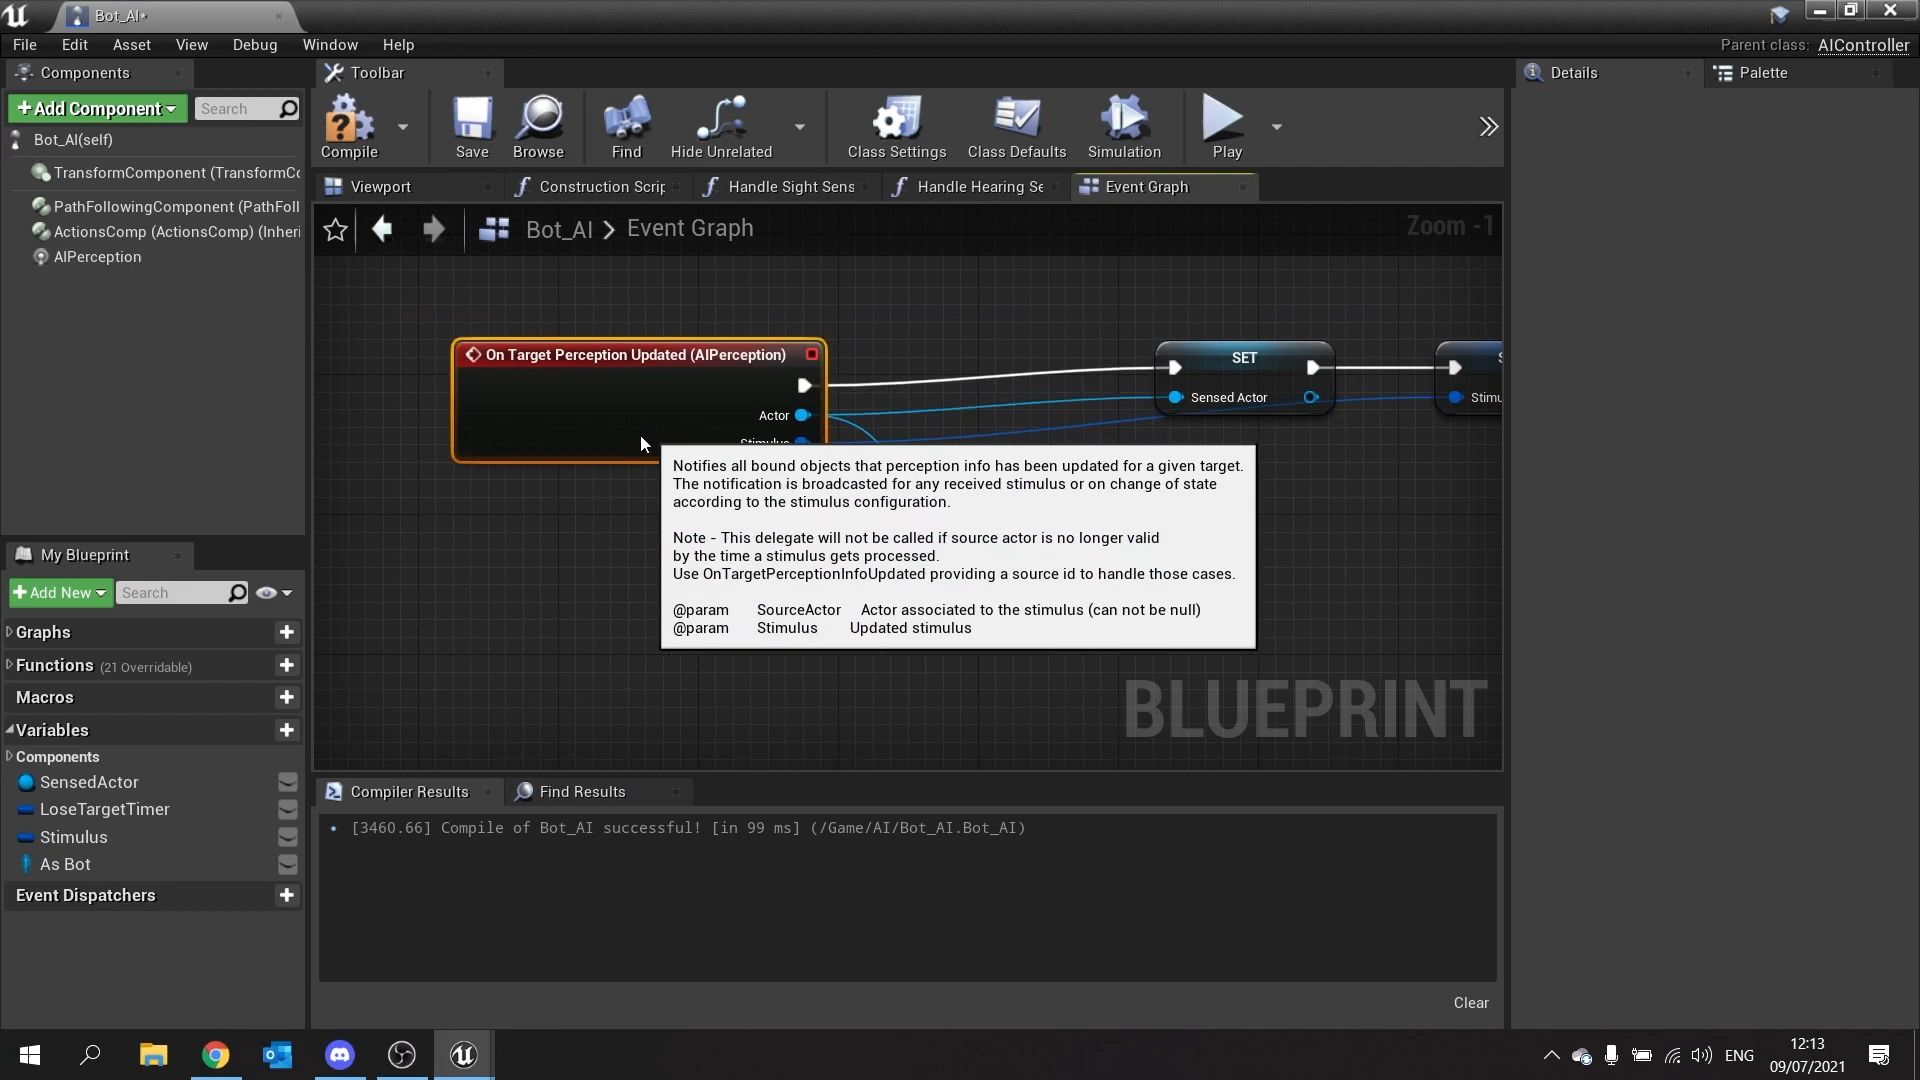 Bot_AI*
File Edit Asset View Debug Window Help
Parent class: AIController
Components
Toolbar
Details
Palette
Add Component
Search
Bot_AI(self)
TransformComponent (TransformCo
PathFollowingComponent (PathFoll
ActionsComp (ActionsComp) (Inheri
AIPerception
Compile
Save
Browse
Find
Hide Unrelated
Class Settings
Class Defaults
Simulation
Play
Viewport
Construction Scrip
Handle Sight Sens
Handle Hearing Se
Event Graph
Bot_AI > Event Graph
Zoom -1
On Target Perception Updated (AIPerception)
Actor
Stimulus
SET
Sensed Actor
S
Stimu
Notifies all bound objects that perception info has been updated for a given target.
The notification is broadcasted for any received stimulus or on change of state
according to the stimulus configuration.
Note - This delegate will not be called if source actor is no longer valid
by the time a stimulus gets processed.
Use OnTargetPerceptionInfoUpdated providing a source id to handle those cases.
@param SourceActor Actor associated to the stimulus (can not be null)
@param Stimulus Updated stimulus
BLUEPRINT
My Blueprint
Add New
Search
Graphs
Functions (21 Overridable)
Macros
Variables
Components
SensedActor
LoseTargetTimer
Stimulus
As Bot
Event Dispatchers
Compiler Results
Find Results
[3460.66] Compile of Bot_AI successful! [in 99 ms] (/Game/AI/Bot_AI.Bot_AI)
Clear
ENG
12:13
09/07/2021